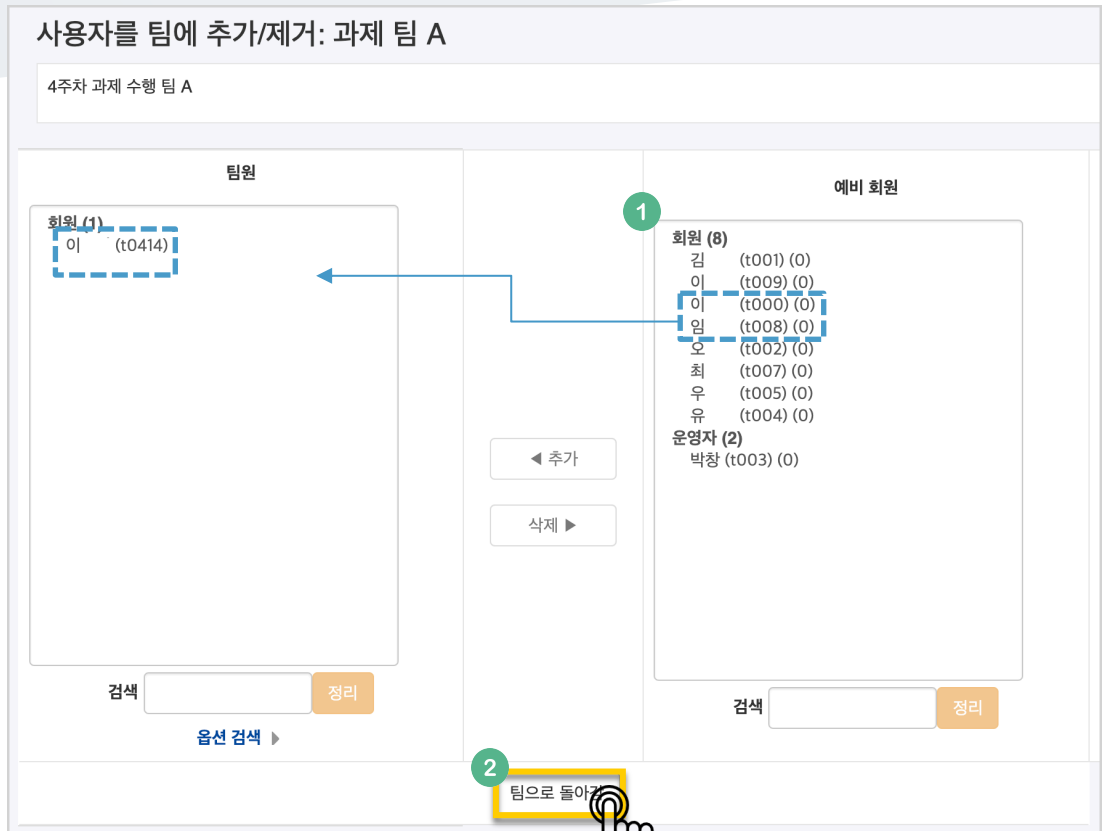 사용자를 팀에 추가/제거: 과제 팀 A
4주차 과제 수행 팀 A
팀원
회원 (1)
이 (t0414)
◀ 추가
삭제 ▶
1
예비 회원
회원 (8)
김 (t001) (0)
이 (t009) (0)
이 (t000) (0)
임 (t008) (0)
오 (t002) (0)
최 (t007) (0)
우 (t005) (0)
유 (t004) (0)
운영자 (2)
박창 (t003) (0)
검색 정리
옵션 검색 ▶
검색 정리
2
팀으로